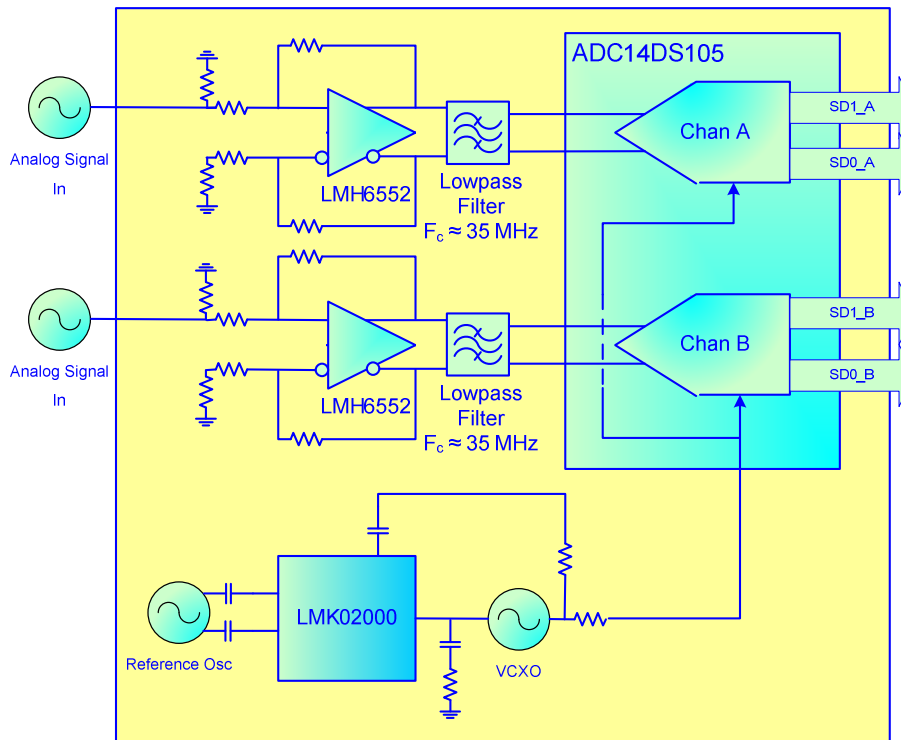 ADC14DS105
Analog Signal
In
LMH6552
Lowpass
Filter
Fc ≈ 35 MHz
Chan A
SD1_A
SD0_A
Analog Signal
In
LMH6552
Lowpass
Filter
Fc ≈ 35 MHz
Chan B
SD1_B
SD0_B
Reference Osc
LMK02000
VCXO